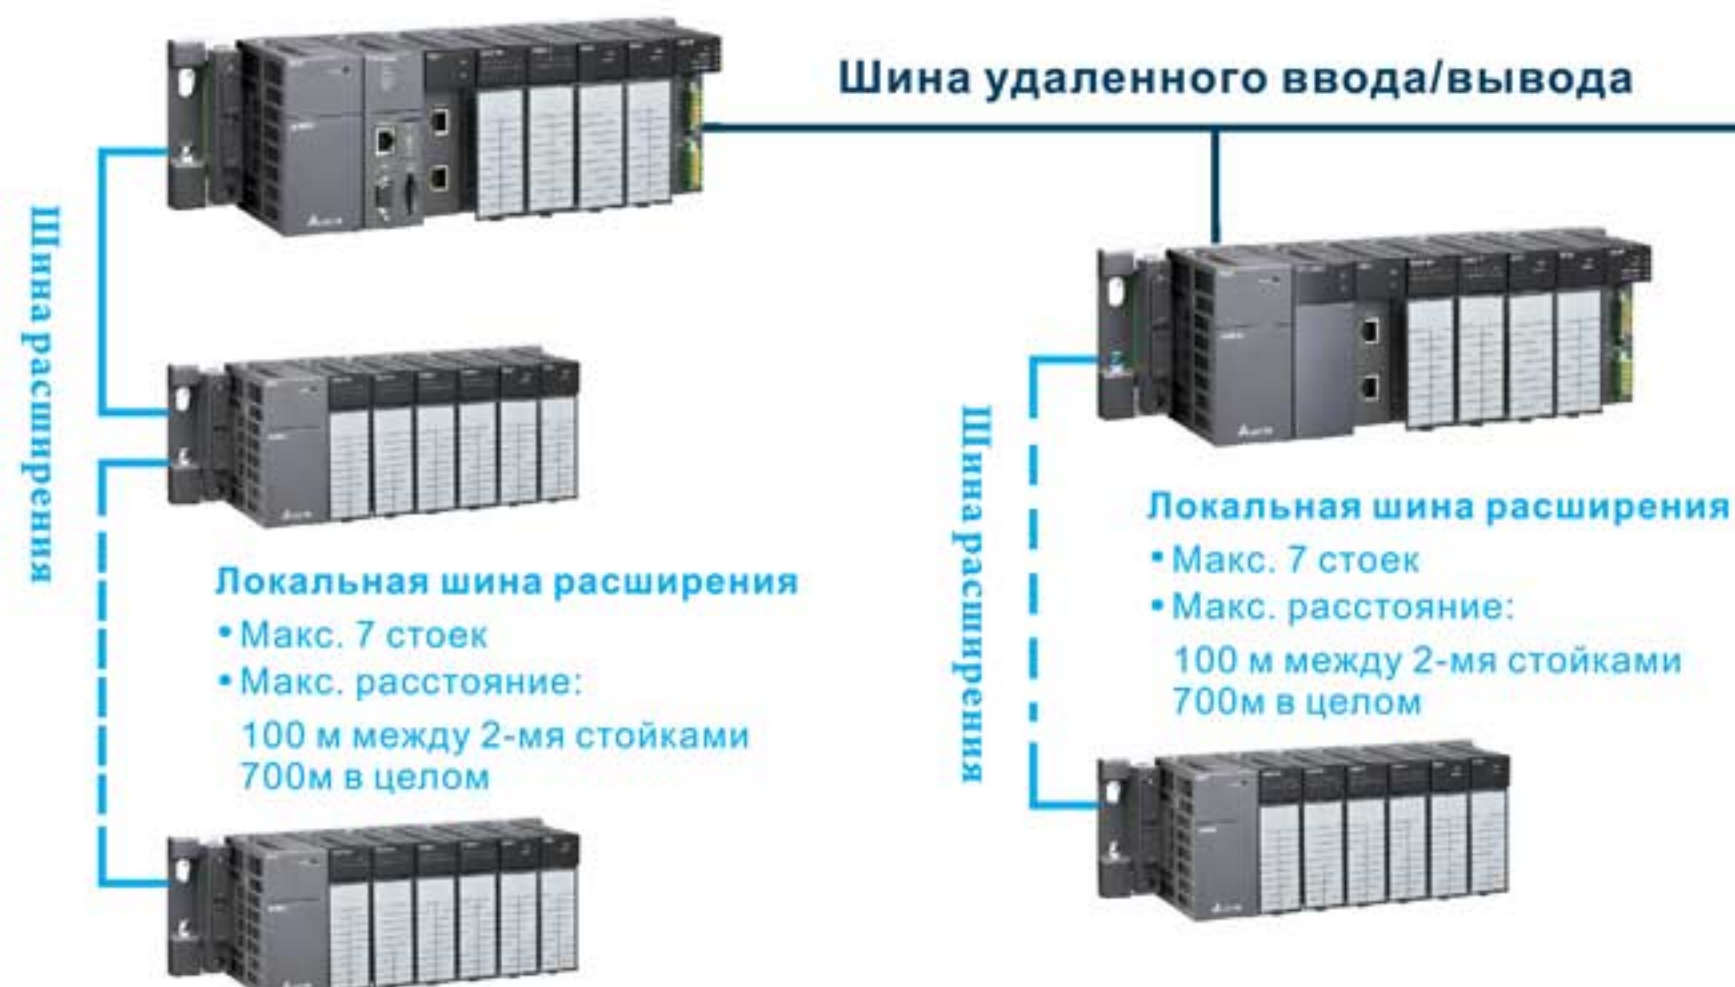 Шина удаленного ввода/вывода
Шина расширения
Локальная шина расширения
• Макс. 7 стоек
• Макс. расстояние:
100 м между 2-мя стойками
700м в целом
Шина расширения
Локальная шина расширения
• Макс. 7 стоек
• Макс. расстояние:
100 м между 2-мя стойками
700м в целом